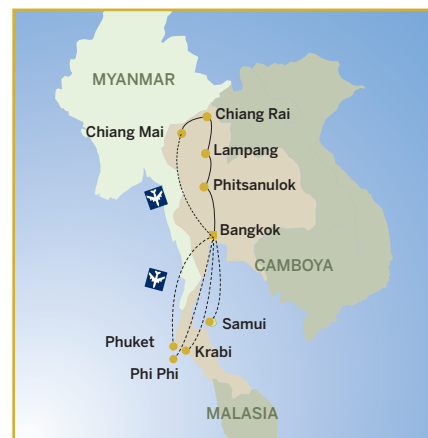 MYANMAR
Chiang Rai
Chiang Mai
Lampang
Phitsanulok
Bangkok
CAMBOYA
Samui
Phuket
Krabi
Phi Phi
MALASIA